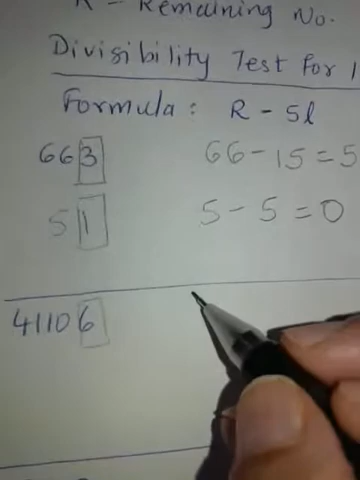 R - Remaining No.
Divisibility Test for 1
Formula: R - 5l
663 66 - 15 = 5
51 5 - 5 = 0
41106